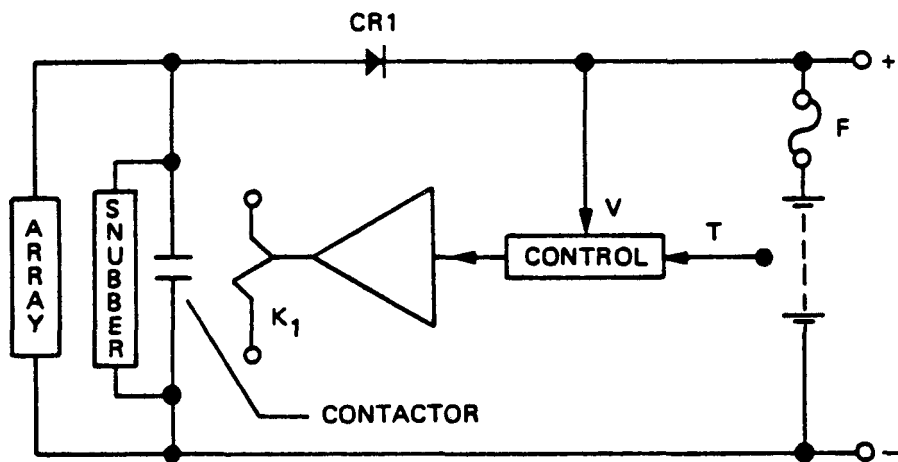 CR1
+
F
ARRAY
SNUBBER
V
T
CONTROL
K1
CONTACTOR
−